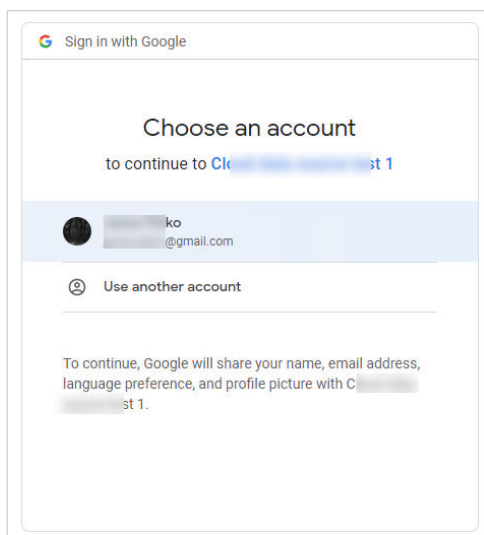 Sign in with Google
Choose an account
to continue to st 1
ko
@gmail.com
Use another account
To continue, Google will share your name, email address,
language preference, and profile picture with C
st 1.